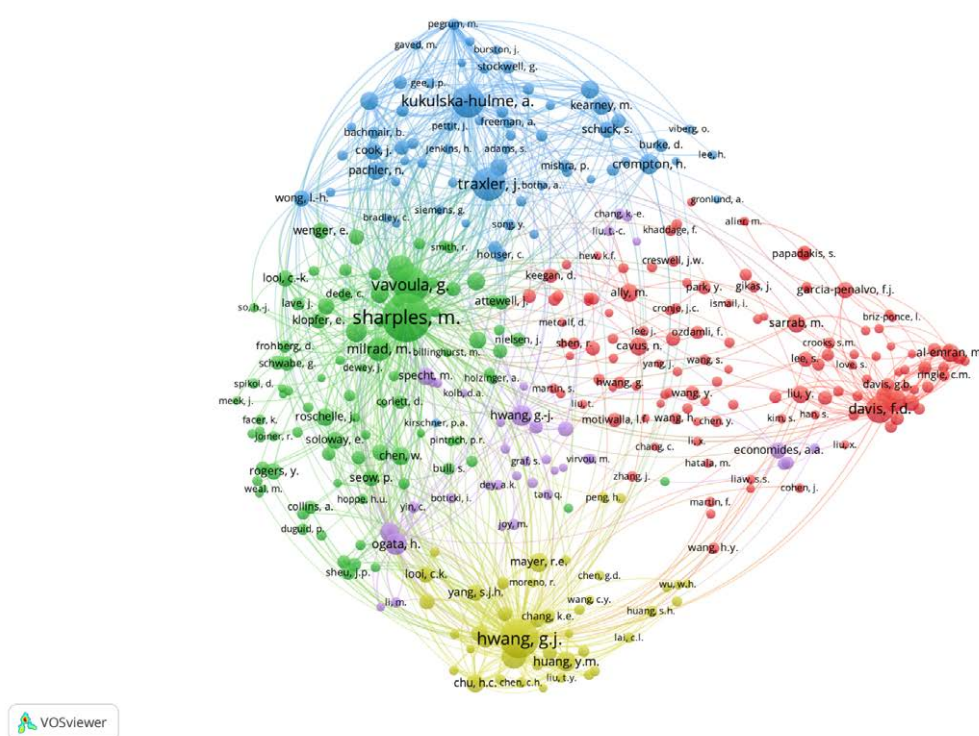 pegrum, m.
gaved, m.
burston, j.
stockwell, g.
gee, j.p.
kukulska-hulme, a.
kearney, m.
freeman, a.
pettit, j.
bachmair, b.
schuck, s.
viberg, o.
cook, j.
jenkins, h.
adams, s.
burke, d.
lee, h.
pachler, n.
mishra, p.
crompton, h.
traxler, j.
botha, a.
wong, l.-h.
gronlund, a.
bradley, c.
siemens, g.
chang, k.-e.
aller, m.
wenger, e.
song, y.
liu, t.-c.
khaddage, f.
smith, r.
houser, c.
hew, k.f.
papadakis, s.
creswell, j.w.
looi, c.-k.
vavoula, g.
keegan, d.
gikas, j.
dede, c.
ally, m.
park, y.
garcia-penalvo, f.j.
so, h.-j.
lave, j.
attewell, j.
cronje, j.c.
ismail, i.
klopfer, e.
sharples, m.
metcalf, d.
sarrab, m.
briz-ponce, l.
lee, j.
ozdamli, f.
frohberg, d.
milrad, m.
billinghurst, m.
nielsen, j.
shen, r.
cavus, n.
crooks, s.m.
al-emran, m.
schwabe, g.
dewey, j.
yang, j.
wang, s.
lee, s.
love, s.
specht, m.
holzinger, a.
ringle, c.m.
spikol, d.
kolb, d.a.
martin, s.
hwang, g.
davis, g.b.
meek, j.
corlett, d.
liu, t.
wang, y.
liu, y.
facer, k.
roschelle, j.
hwang, g.-j.
motiwalla, l.f.
wang, h.
chen, y.
kim, s.
han, s.
davis, f.d.
kirschner, p.a.
joiner, r.
soloway, e.
pintrich, p.r.
li, x.
liu, x.
chen, w.
chang, c.
economides, a.a.
rogers, y.
bull, s.
graf, s.
virvou, m.
hatala, m.
seow, p.
zhang, j.
liaw, s.s.
weal, m.
dey, a.k.
cohen, j.
hoppe, h.u.
boticki, i.
tan, q.
peng, h.
collins, a.
yin, c.
martin, f.
duguid, p.
joy, m.
ogata, h.
wang, h.y.
mayer, r.e.
sheu, j.p.
looi, c.k.
moreno, r.
chen, g.d.
wu, w.h.
yang, s.j.h.
li, m.
wang, c.y.
chang, k.e.
huang, s.h.
hwang, g.j.
lai, c.l.
huang, y.m.
chu, h.c.
chen, c.h.
liu, t.y.
VOSviewer